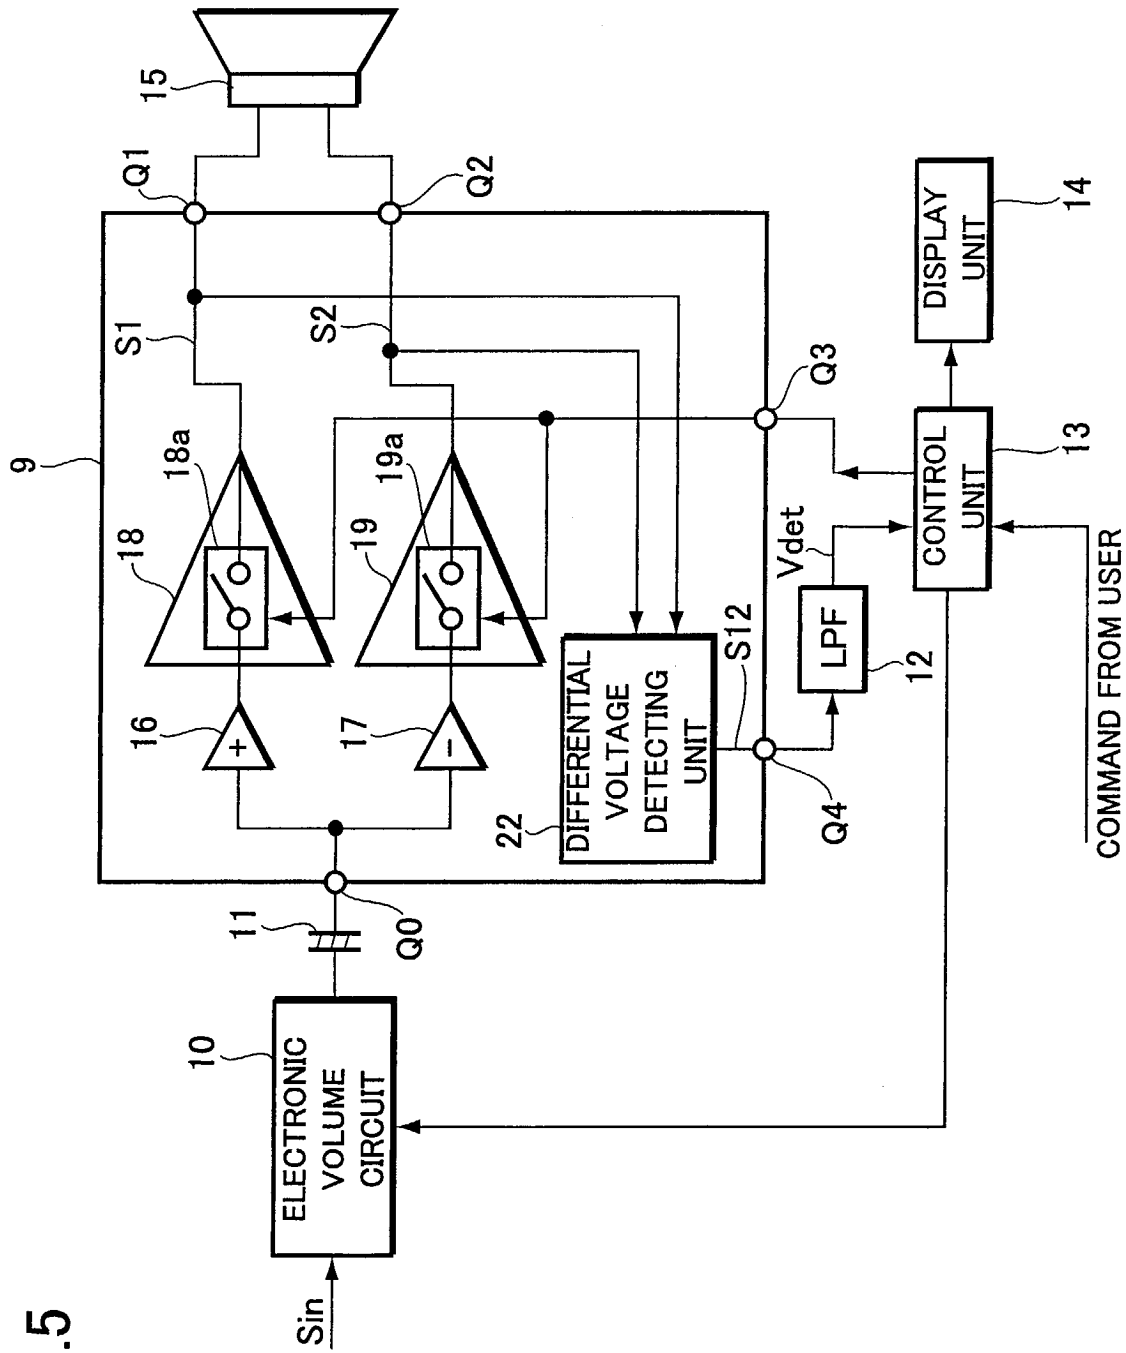 .5
Sin
10
ELECTRONIC
VOLUME
CIRCUIT
11
Q0
9
16
+
17
-
18
18a
19
19a
S1
S2
Q1
Q2
15
22
DIFFERENTIAL
VOLTAGE
DETECTING
UNIT
S12
Q4
Q3
LPF
12
Vdet
CONTROL
UNIT
13
DISPLAY
UNIT
14
COMMAND FROM USER